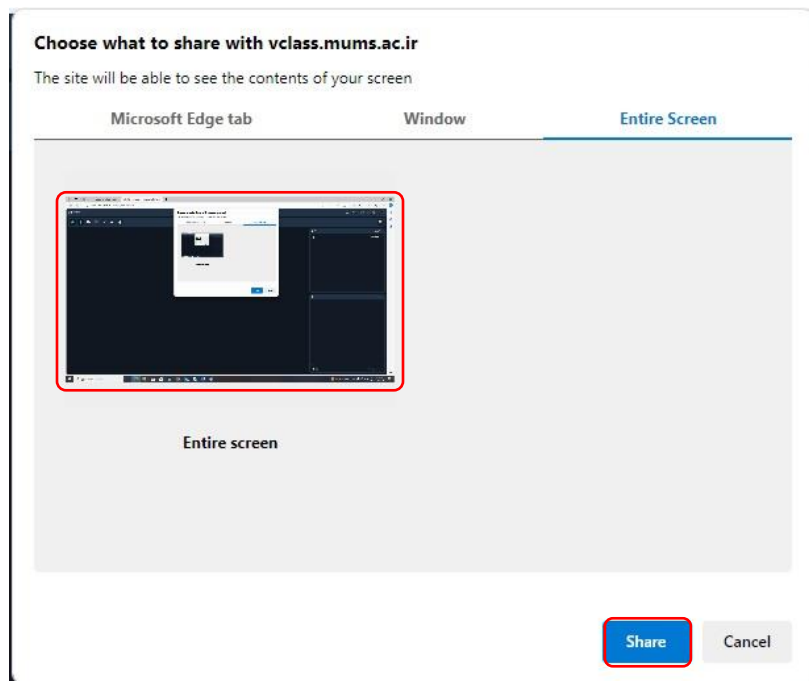 Choose what to share with vclass.mums.ac.ir
The site will be able to see the contents of your screen
Microsoft Edge tab Window Entire Screen
Entire screen
Share Cancel